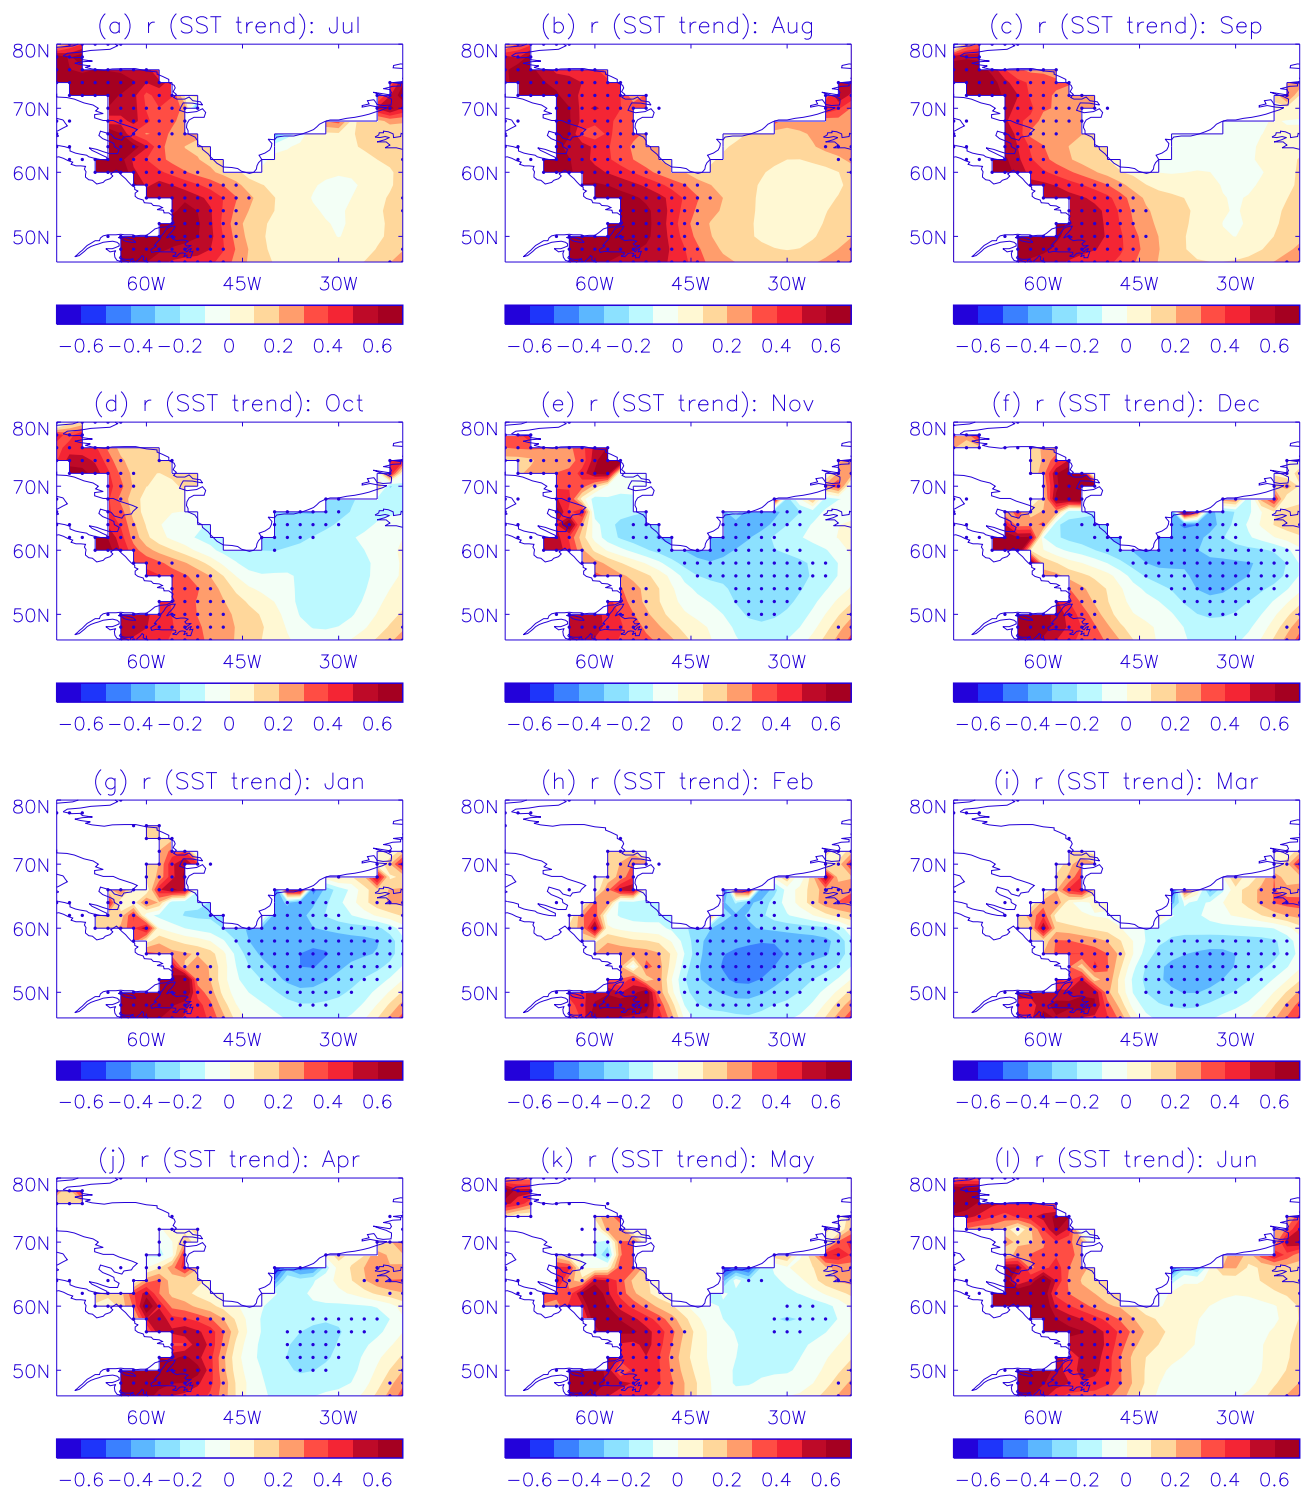 (a) r (SST trend): Jul (b) r (SST trend): Aug (c) r (SST trend): Sep
80N 80N 80N
70N 70N 70N
60N 60N 60N
50N 50N 50N
60W 45W 30W 60W 45W 30W 60W 45W 30W
−0.6 −0.4 −0.2 0 0.2 0.4 0.6 −0.6 −0.4 −0.2 0 0.2 0.4 0.6 −0.6 −0.4 −0.2 0 0.2 0.4 0.6
(d) r (SST trend): Oct (e) r (SST trend): Nov (f) r (SST trend): Dec
80N 80N 80N
70N 70N 70N
60N 60N 60N
50N 50N 50N
60W 45W 30W 60W 45W 30W 60W 45W 30W
−0.6 −0.4 −0.2 0 0.2 0.4 0.6 −0.6 −0.4 −0.2 0 0.2 0.4 0.6 −0.6 −0.4 −0.2 0 0.2 0.4 0.6
(g) r (SST trend): Jan (h) r (SST trend): Feb (i) r (SST trend): Mar
80N 80N 80N
70N 70N 70N
60N 60N 60N
50N 50N 50N
60W 45W 30W 60W 45W 30W 60W 45W 30W
−0.6 −0.4 −0.2 0 0.2 0.4 0.6 −0.6 −0.4 −0.2 0 0.2 0.4 0.6 −0.6 −0.4 −0.2 0 0.2 0.4 0.6
(j) r (SST trend): Apr (k) r (SST trend): May (l) r (SST trend): Jun
80N 80N 80N
70N 70N 70N
60N 60N 60N
50N 50N 50N
60W 45W 30W 60W 45W 30W 60W 45W 30W
−0.6 −0.4 −0.2 0 0.2 0.4 0.6 −0.6 −0.4 −0.2 0 0.2 0.4 0.6 −0.6 −0.4 −0.2 0 0.2 0.4 0.6